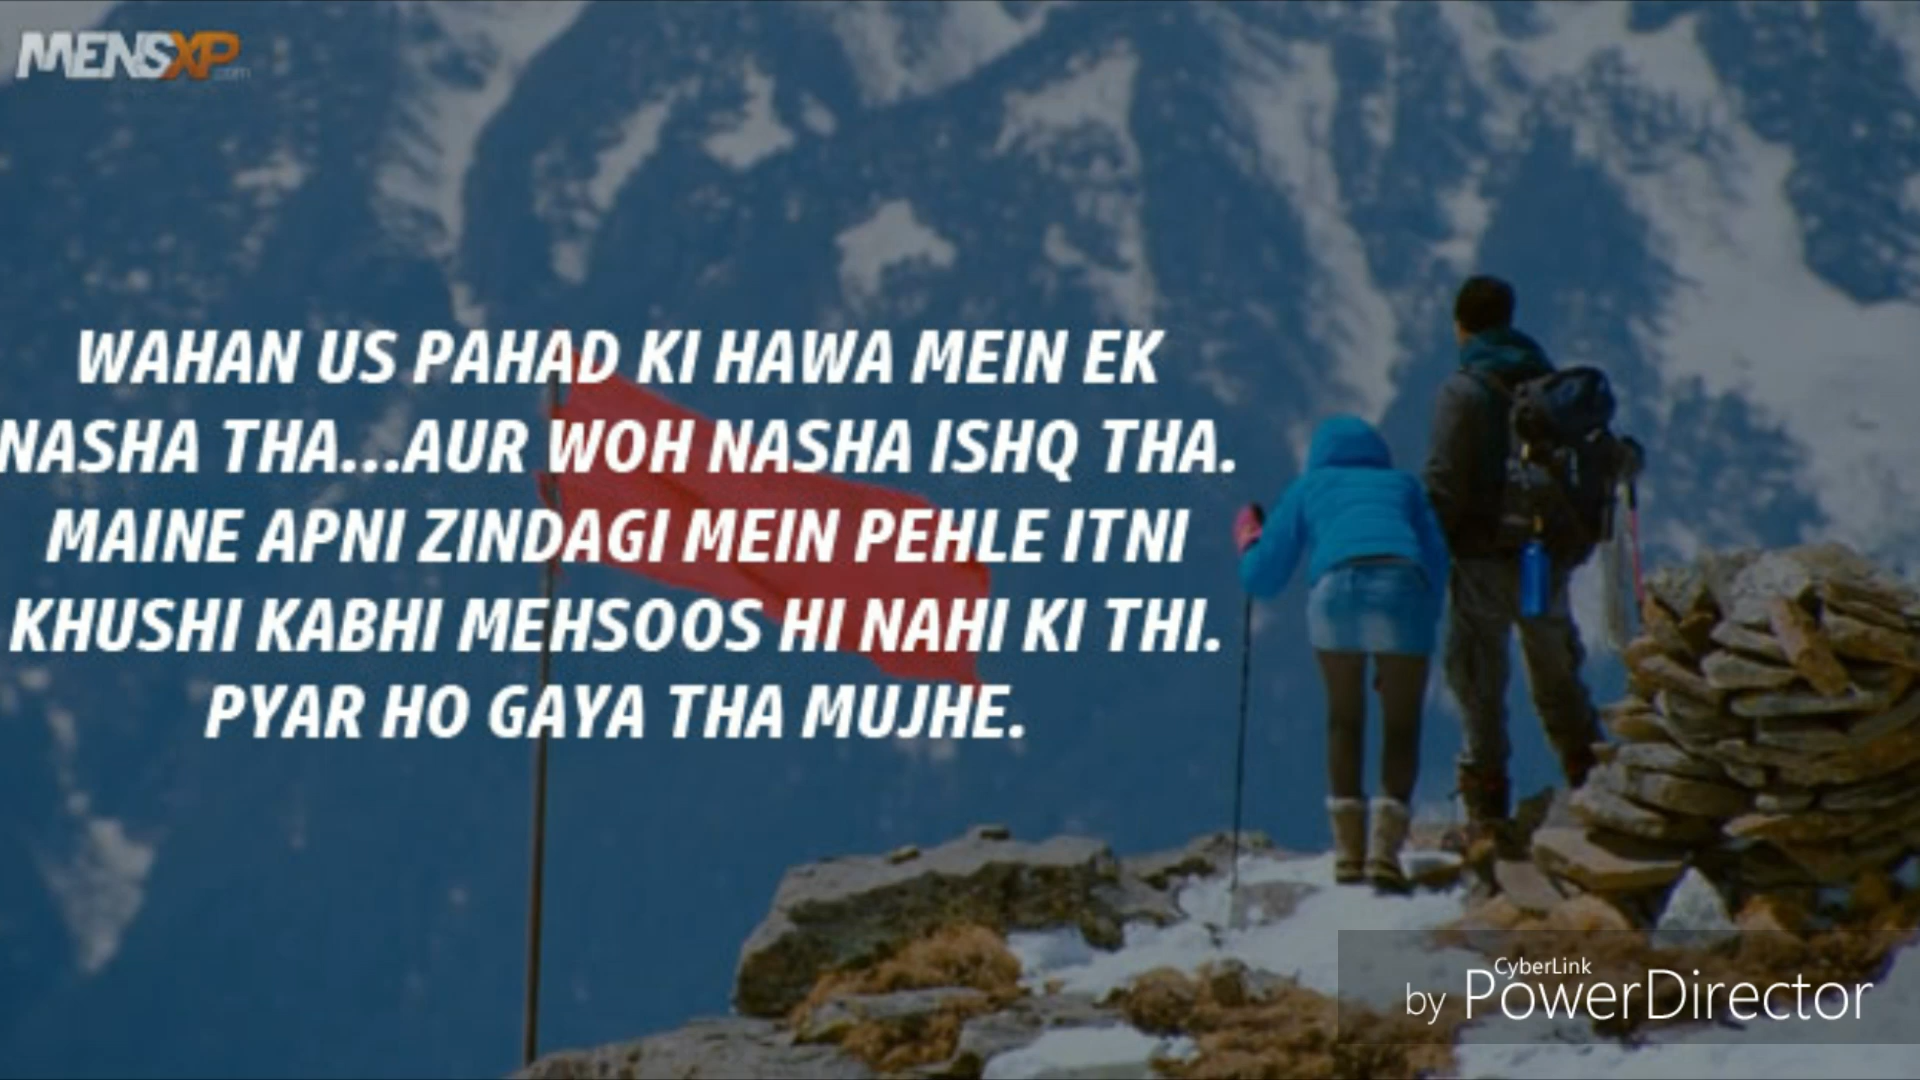 MENSXP.com
WAHAN US PAHAD KI HAWA MEIN EK
NASHA THA...AUR WOH NASHA ISHQ THA.
MAINE APNI ZINDAGI MEIN PEHLE ITNI
KHUSHI KABHI MEHSOOS HI NAHI KI THI.
PYAR HO GAYA THA MUJHE.
CyberLink
by PowerDirector